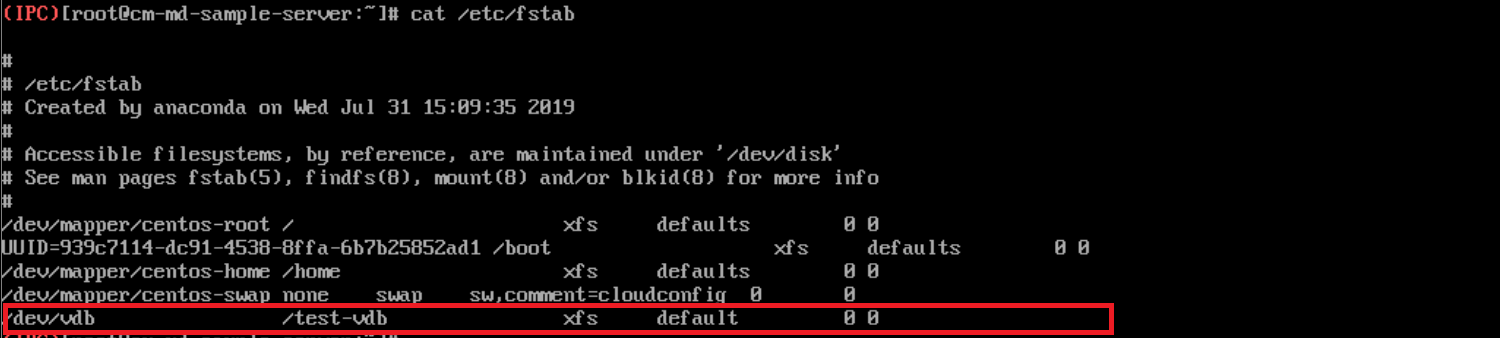 (IPC)[root@cm-md-sample-server:~]# cat /etc/fstab
#
# /etc/fstab
# Created by anaconda on Wed Jul 31 15:09:35 2019
#
# Accessible filesystems, by reference, are maintained under '/dev/disk'
# See man pages fstab(5), findfs(8), mount(8) and/or blkid(8) for more info
#
/dev/mapper/centos-root / xfs defaults 0 0
UUID=939c7114-dc91-4538-8ffa-6b7b25852ad1 /boot xfs defaults 0 0
/dev/mapper/centos-home /home xfs defaults 0 0
/dev/mapper/centos-swap none swap sw,comment=cloudconfig 0 0
/dev/vdb /test-vdb xfs default 0 0